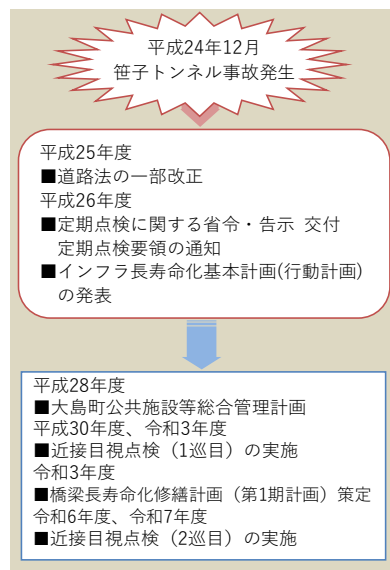 平成24年12月
笹子トンネル事故発生
平成25年度
■道路法の一部改正
平成26年度
■定期点検に関する省令・告示 交付
定期点検要領の通知
■インフラ長寿命化基本計画(行動計画)
の発表
平成28年度
■大島町公共施設等総合管理計画
平成30年度、令和3年度
■近接目視点検（1巡目）の実施
令和3年度
■橋梁長寿命化修繕計画（第1期計画）策定
令和6年度、令和7年度
■近接目視点検（2巡目）の実施